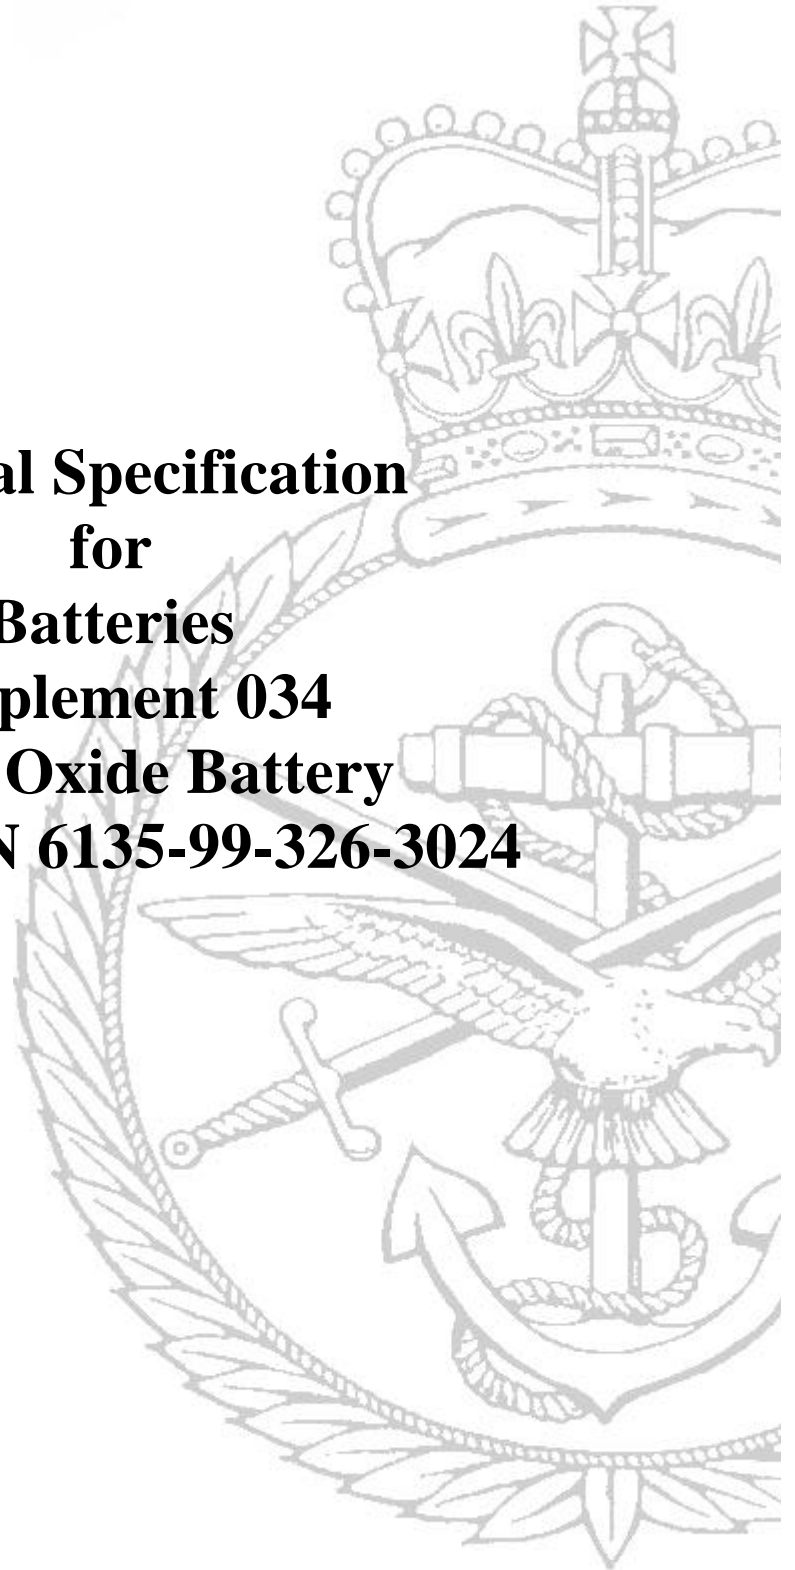 al Specification
for
Batteries
plement 034
Oxide Battery
N 6135-99-326-3024